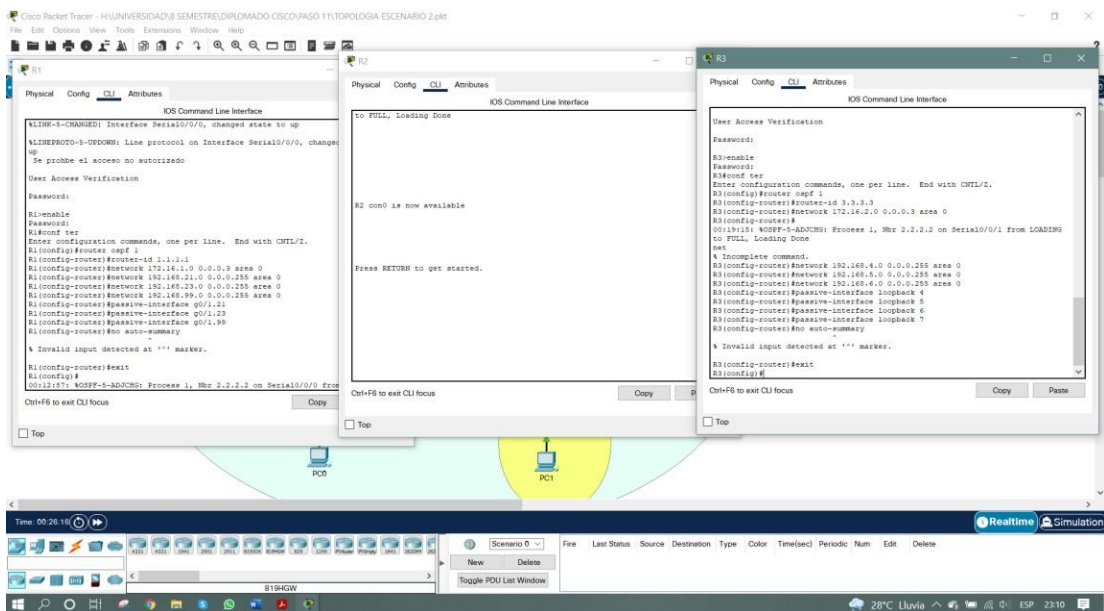 Cisco Packet Tracer - H:\UNIVERSIDAD\8 SEMESTRE\DIPLOMADO CISCO\PASO 11\TOPOLOGIA ESCENARIO 2.pkt
File Edit Options View Tools Extensions Window Help
R1
Physical Config CLI Attributes
IOS Command Line Interface
%LINK-5-CHANGED: Interface Serial0/0/0, changed state to up
%LINEPROTO-5-UPDOWN: Line protocol on Interface Serial0/0/0, changed
up
Se prohbe el acceso no autorizado
User Access Verification
Password:
R1>enable
Password:
R1#conf ter
Enter configuration commands, one per line. End with CNTL/Z.
R1(config)#router ospf 1
R1(config-router)#router-id 1.1.1.1
R1(config-router)#network 172.16.1.0 0.0.0.3 area 0
R1(config-router)#network 192.168.21.0 0.0.0.255 area 0
R1(config-router)#network 192.168.23.0 0.0.0.255 area 0
R1(config-router)#network 192.168.99.0 0.0.0.255 area 0
R1(config-router)#passive-interface g0/1.21
R1(config-router)#passive-interface g0/1.23
R1(config-router)#passive-interface g0/1.99
R1(config-router)#no auto-summary
^
% Invalid input detected at '^' marker.
R1(config-router)#exit
R1(config)#
00:12:57: %OSPF-5-ADJCHG: Process 1, Nbr 2.2.2.2 on Serial0/0/0 from
Ctrl+F6 to exit CLI focus
Copy
Top
R2
Physical Config CLI Attributes
IOS Command Line Interface
to FULL, Loading Done
R2 con0 is now available
Press RETURN to get started.
Ctrl+F6 to exit CLI focus
Copy
Top
R3
Physical Config CLI Attributes
IOS Command Line Interface
User Access Verification
Password:
R3>enable
Password:
R3#conf ter
Enter configuration commands, one per line. End with CNTL/Z.
R3(config)#router ospf 1
R3(config-router)#router-id 3.3.3.3
R3(config-router)#network 172.16.2.0 0.0.0.3 area 0
R3(config-router)#
00:19:15: %OSPF-5-ADJCHG: Process 1, Nbr 2.2.2.2 on Serial0/0/1 from LOADING
to FULL, Loading Done
net
% Incomplete command.
R3(config-router)#network 192.168.4.0 0.0.0.255 area 0
R3(config-router)#network 192.168.5.0 0.0.0.255 area 0
R3(config-router)#network 192.168.6.0 0.0.0.255 area 0
R3(config-router)#passive-interface loopback 4
R3(config-router)#passive-interface loopback 5
R3(config-router)#passive-interface loopback 6
R3(config-router)#passive-interface loopback 7
R3(config-router)#no auto-summary
^
% Invalid input detected at '^' marker.
R3(config-router)#exit
R3(config)#
Ctrl+F6 to exit CLI focus
Copy Paste
Top
PC0
PC1
Time: 00:26:16
Realtime Simulation
4331 4321 1941 2901 2911 819HGW 829 1240
819HGW
Scenario 0
New Delete
Toggle PDU List Window
Fire Last Status Source Destination Type Color Time(sec) Periodic Num Edit Delete
28°C Lluvia ESP 23:10